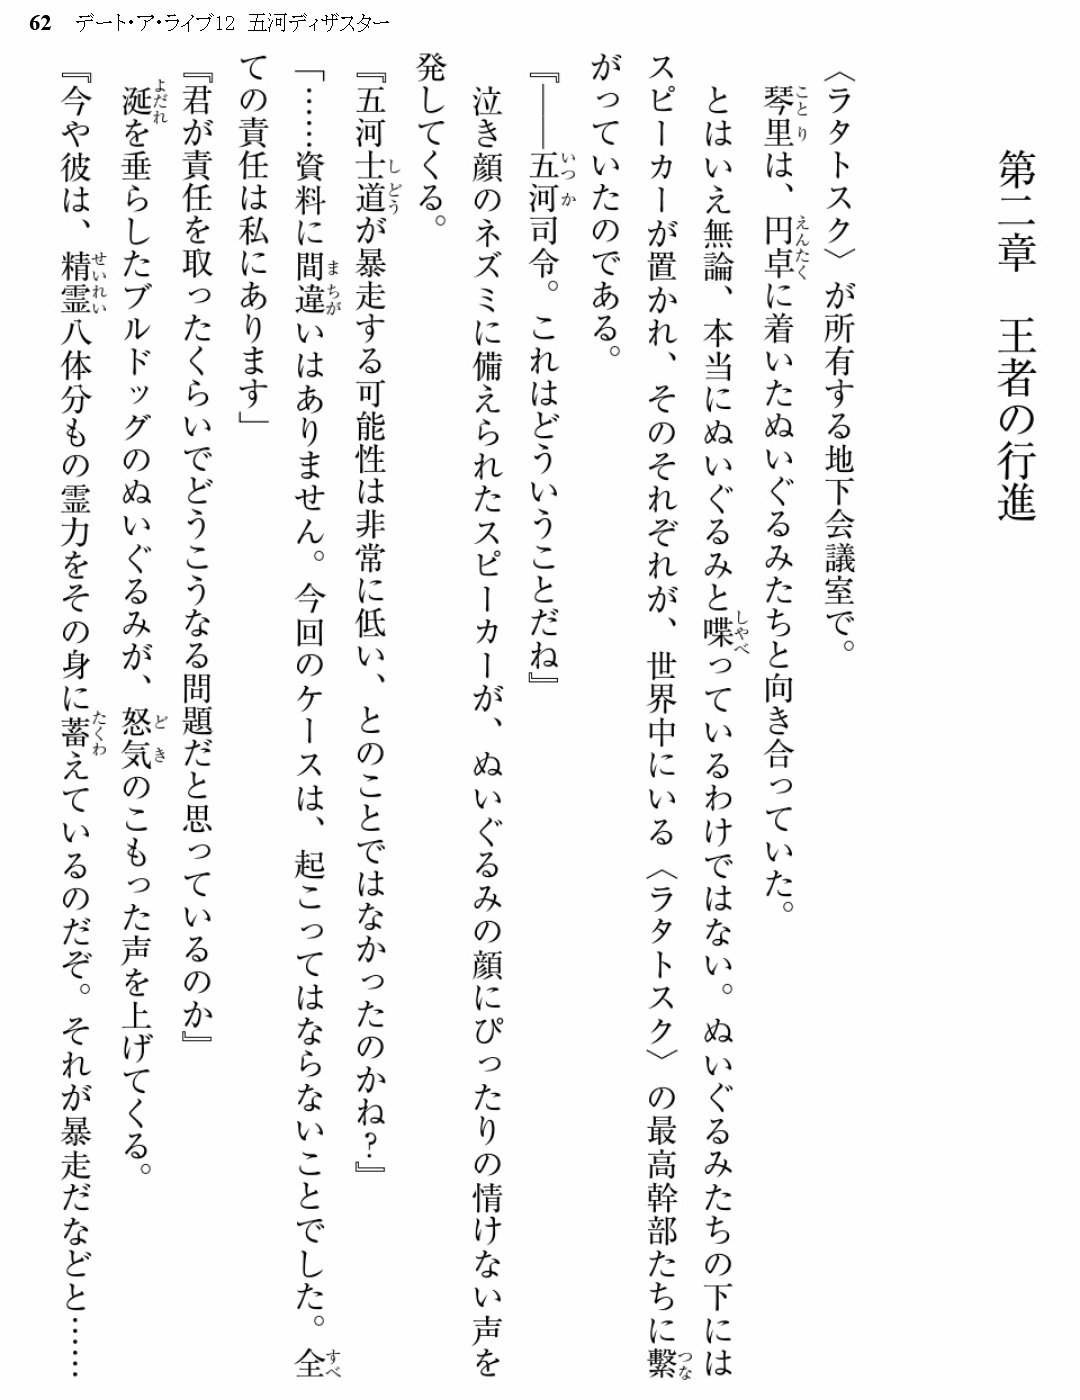 62 デート・ア・ライブ12 五河ディザスター
第二章 王者の行進
〈ラタトスク〉が所有する地下会議室で。
琴里は、円卓に着いたぬいぐるみたちと向き合っていた。
とはいえ無論、本当にぬいぐるみと喋っているわけではない。ぬいぐるみたちの下には
スピーカーが置かれ、そのそれぞれが、世界中にいる〈ラタトスク〉の最高幹部たちに繋
がっていたのである。
『――五河司令。これはどういうことだね』
泣き顔のネズミに備えられたスピーカーが、ぬいぐるみの顔にぴったりの情けない声を
発してくる。
『五河士道が暴走する可能性は非常に低い、とのことではなかったのかね?』
「……資料に間違いはありません。今回のケースは、起こってはならないことでした。全
ての責任は私にあります」
『君が責任を取ったくらいでどうこうなる問題だと思っているのか』
涎を垂らしたブルドッグのぬいぐるみが、怒気のこもった声を上げてくる。
『今や彼は、精霊八体分もの霊力をその身に蓄えているのだぞ。それが暴走だなどと……